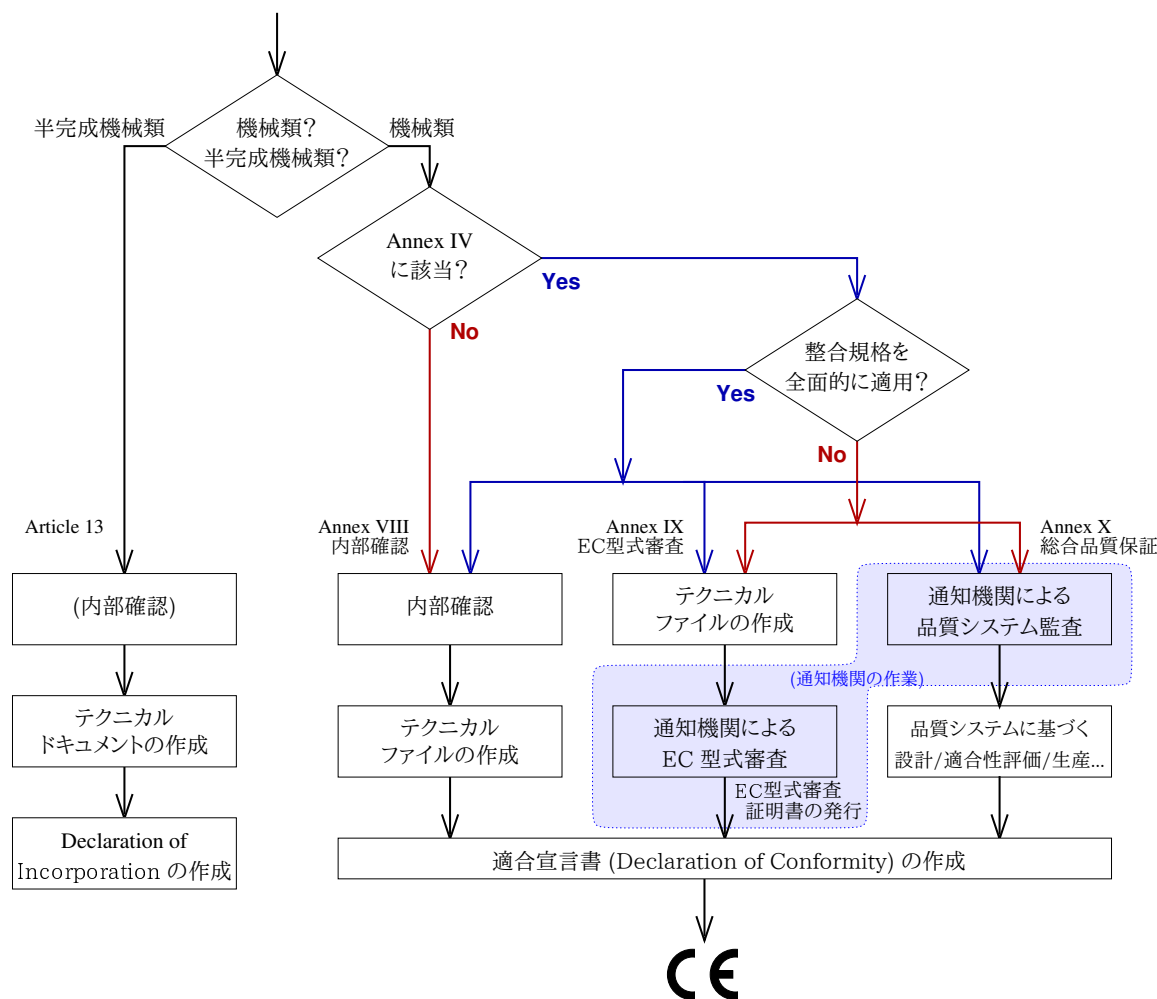 半完成機械類
機械類?
半完成機械類?
機械類
Annex IV
に該当?
Yes
No
整合規格を
全面的に適用?
Yes
No
Article 13
Annex VIII
内部確認
Annex IX
EC型式審査
Annex X
総合品質保証
(内部確認)
内部確認
テクニカル
ファイルの作成
通知機関による
品質システム監査
(通知機関の作業)
テクニカル
ドキュメントの作成
テクニカル
ファイルの作成
通知機関による
EC 型式審査
品質システムに基づく
設計/適合性評価/生産...
EC型式審査
証明書の発行
Declaration of
Incorporation の作成
適合宣言書 (Declaration of Conformity) の作成
CE